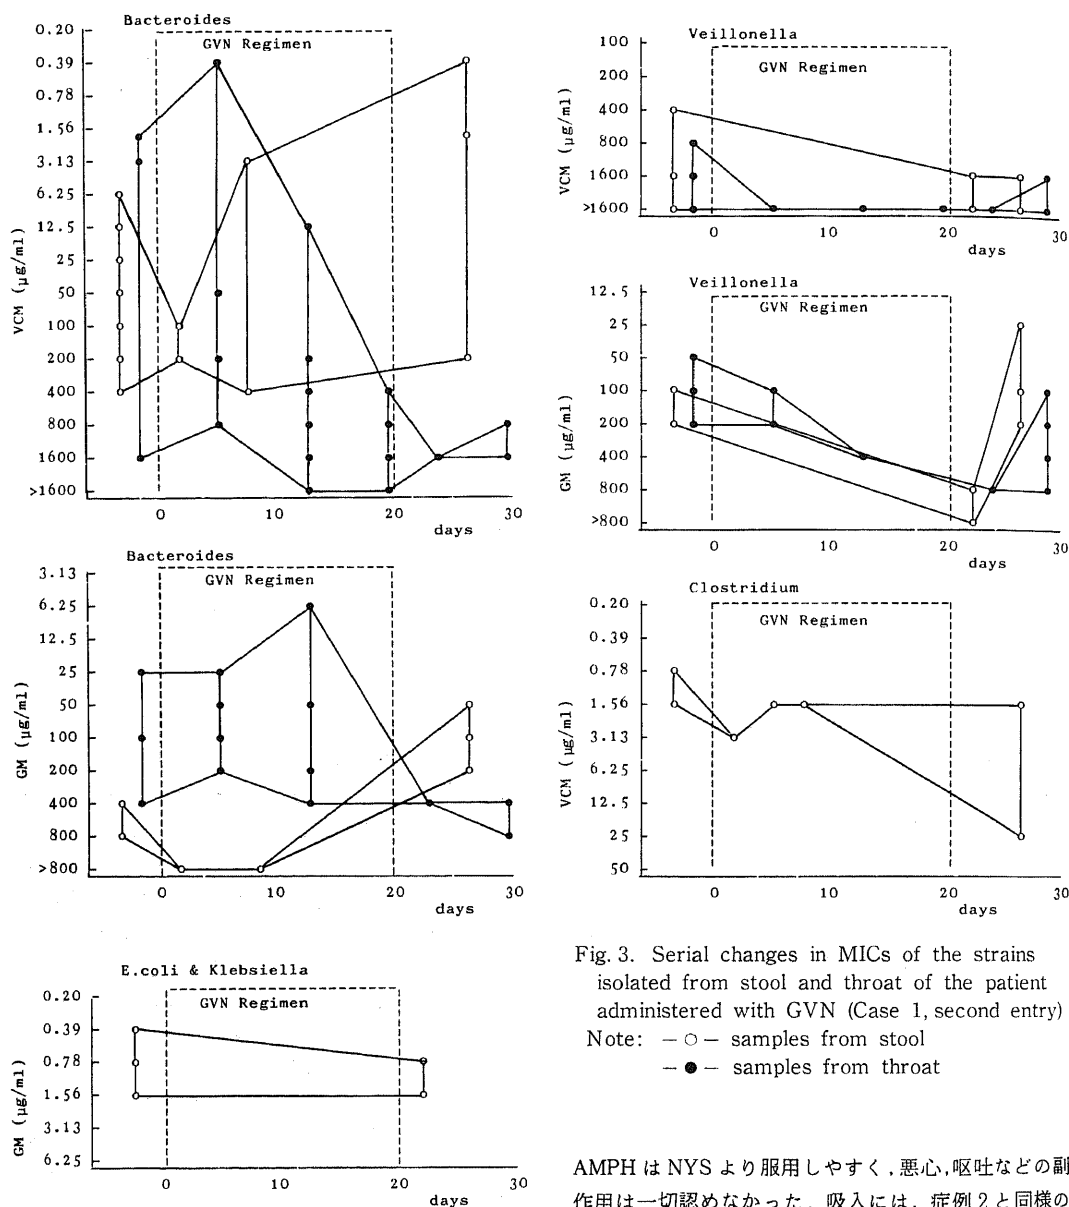 Bacteroides
GVN Regimen
0.20
0.39
0.78
1.56
3.13
6.25
12.5
25
50
100
200
400
800
1600
>1600
VCM (μg/ml)
0 10 20 30
days
Bacteroides
GVN Regimen
3.13
6.25
12.5
25
50
100
200
400
800
>800
GM (μg/ml)
0 10 20 30
days
E.coli & Klebsiella
GVN Regimen
0.20
0.39
0.78
1.56
3.13
6.25
GM (μg/ml)
0 10 20 30
days
Veillonella
GVN Regimen
100
200
400
800
1600
>1600
VCM (μg/ml)
0 10 20 30
days
Veillonella
GVN Regimen
12.5
25
50
100
200
400
800
>800
GM (μg/ml)
0 10 20 30
days
Clostridium
GVN Regimen
0.20
0.39
0.78
1.56
3.13
6.25
12.5
25
50
VCM (μg/ml)
0 10 20 30
days
Fig. 3. Serial changes in MICs of the strains
isolated from stool and throat of the patient
administered with GVN (Case 1, second entry)
Note: —○— samples from stool
—●— samples from throat
AMPH は NYS より服用しやすく，悪心，嘔吐などの副
作用は一切認めなかった．吸入には，症例2と同様の